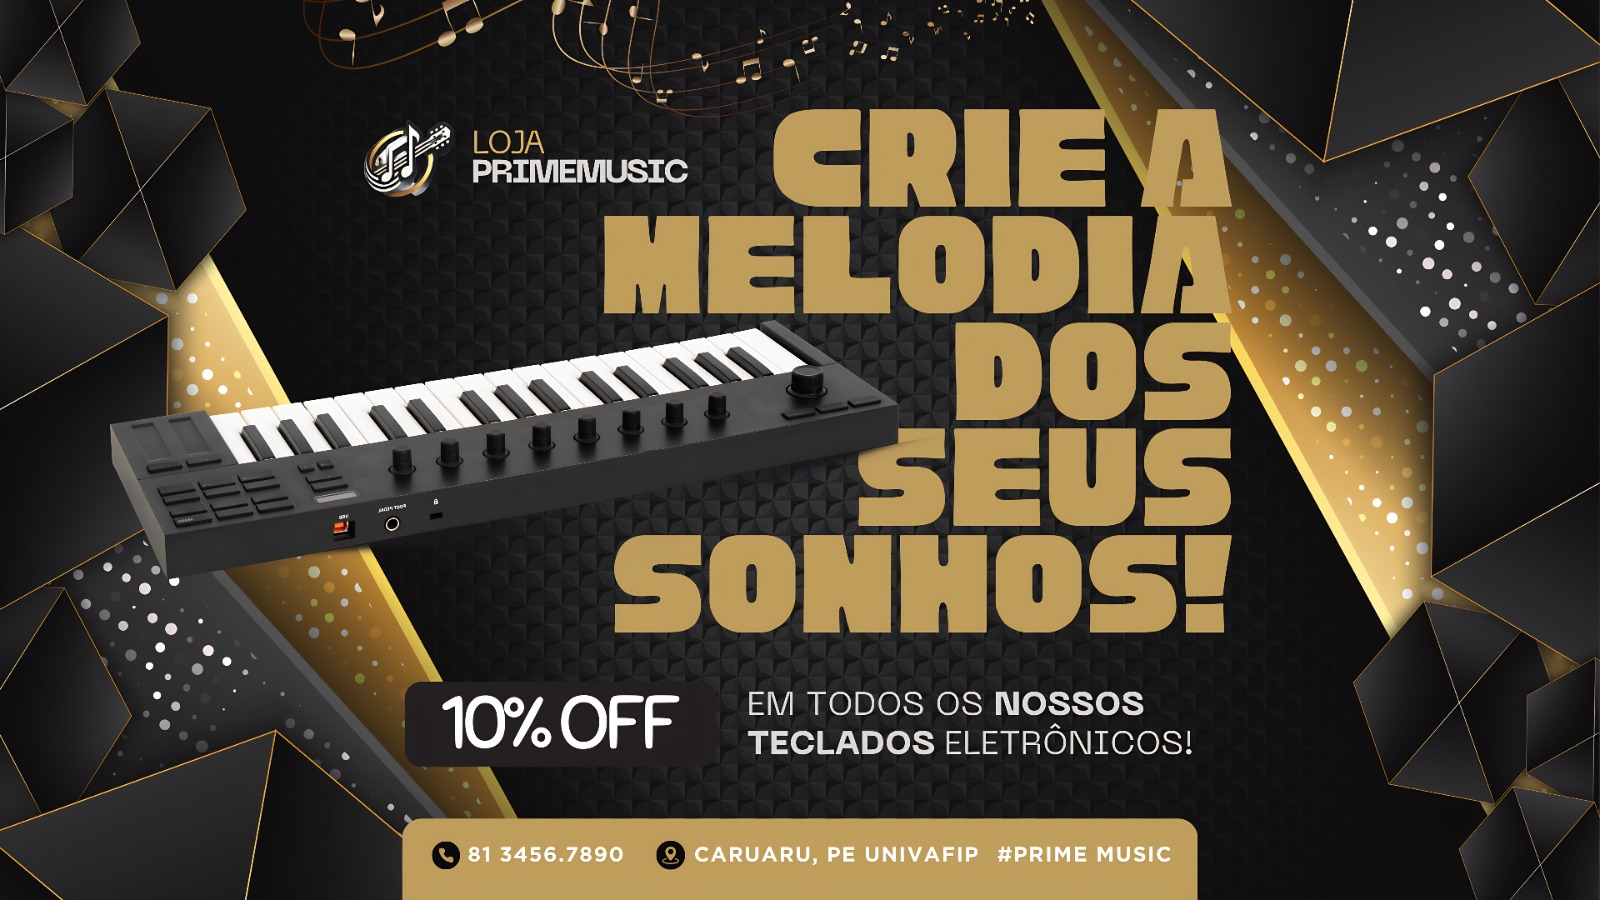 LOJA
PRIMEMUSIC
CRIE A
MELODIA
DOS
SEUS
SONHOS!
10% OFF
EM TODOS OS NOSSOS
TECLADOS ELETRÔNICOS!
81 3456.7890
CARUARU, PE UNIVAFIP #PRIME MUSIC